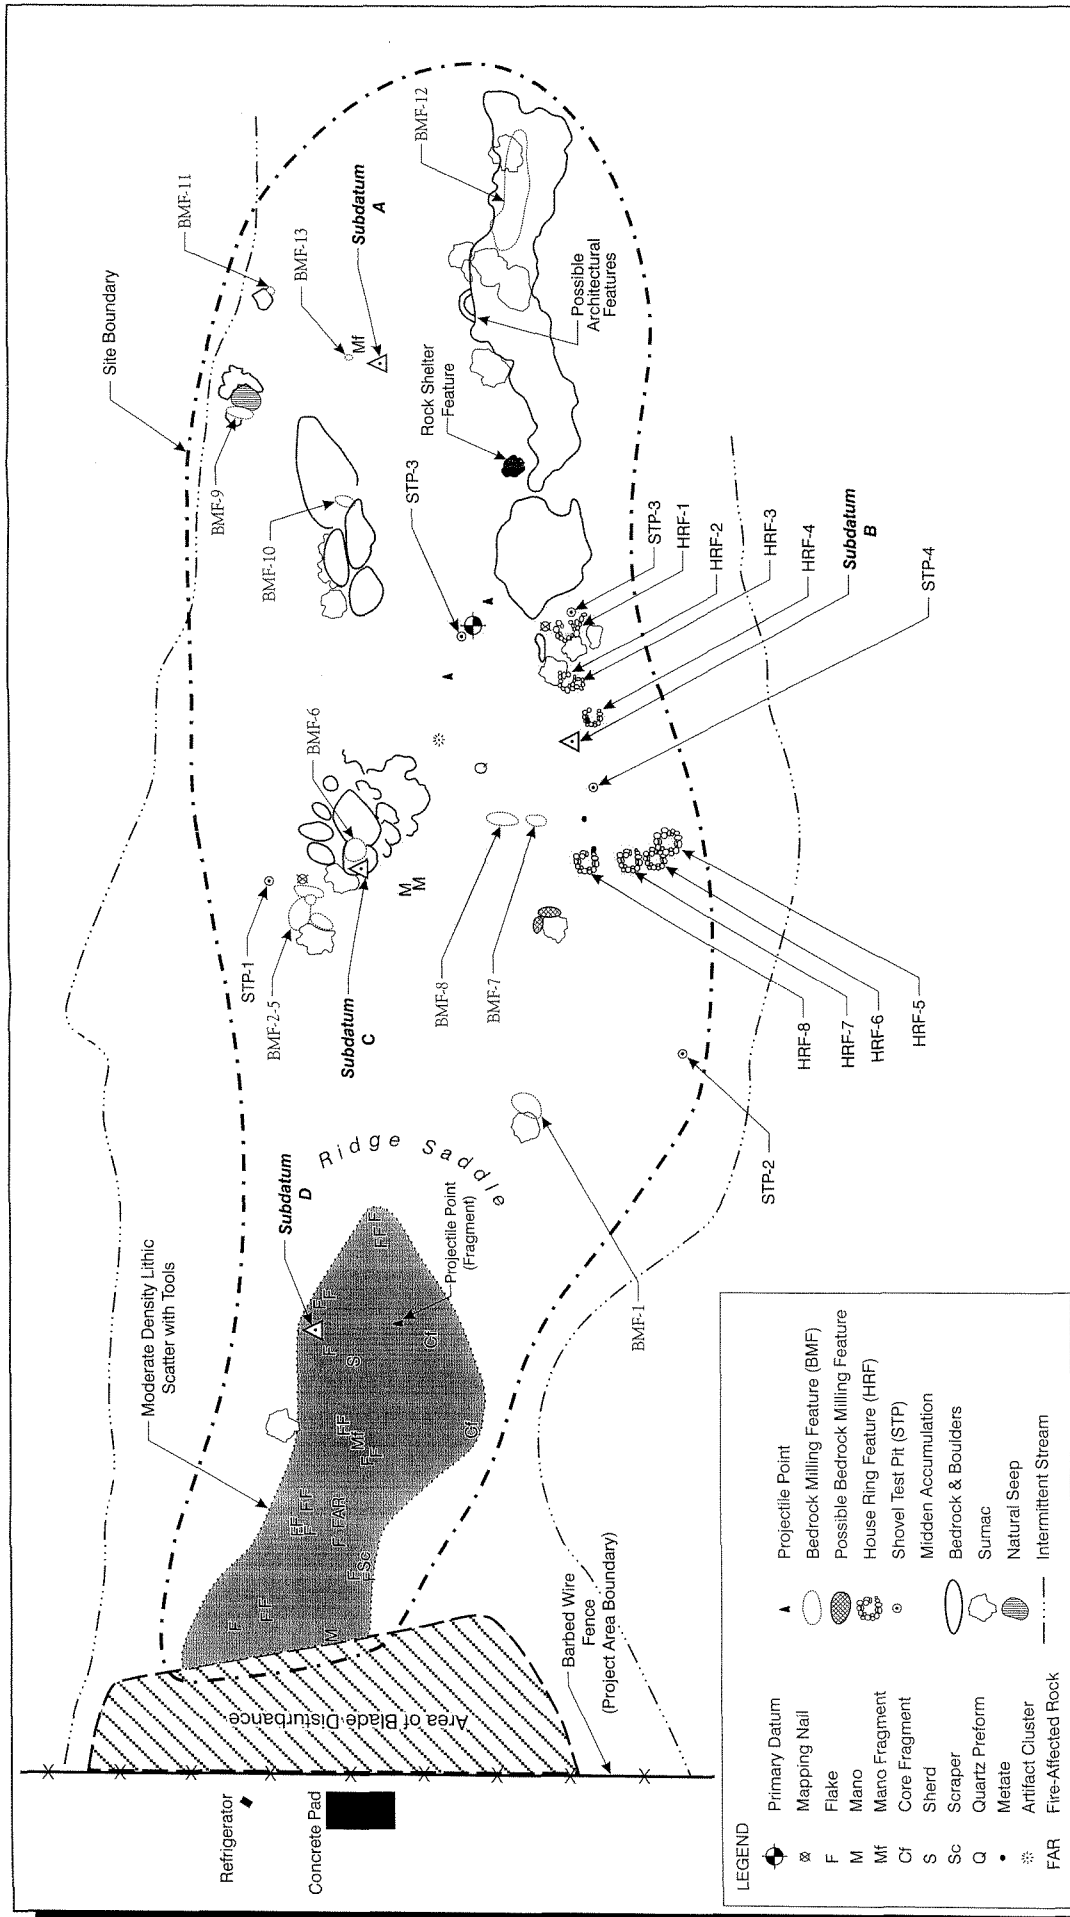 Site Boundary
BMF-11
BMF-13
Subdatum
A
BMF-12
Mf
BMF-9
Possible
Architectural
Features
Rock Shelter
Feature
BMF-10
STP-3
STP-3
HRF-1
HRF-2
HRF-3
HRF-4
Subdatum
B
STP-4
BMF-6
Q
M
M
STP-1
BMF-2-5
Subdatum
C
BMF-8
BMF-7
HRF-8
HRF-7
HRF-6
HRF-5
STP-2
BMF-1
Ridge Saddle
Subdatum
D
Projectile Point
(Fragment)
Moderate Density Lithic
Scatter with Tools
F
F F
F F
F
F F
F
S
Cf
Cf
F F
Mf
F
F F
F F
F
F F
F FAR
F
F Sc
F F
F
M
Area of Blade Disturbance
Barbed Wire
Fence
(Project Area Boundary)
Refrigerator
Concrete Pad
LEGEND
Primary Datum
Mapping Nail
F Flake
M Mano
Mf Mano Fragment
Cf Core Fragment
S Sherd
Sc Scraper
Q Quartz Preform
Metate
Artifact Cluster
FAR Fire-Affected Rock
Projectile Point
Bedrock Milling Feature (BMF)
Possible Bedrock Milling Feature
House Ring Feature (HRF)
Shovel Test Pit (STP)
Midden Accumulation
Bedrock & Boulders
Sumac
Natural Seep
Intermittent Stream